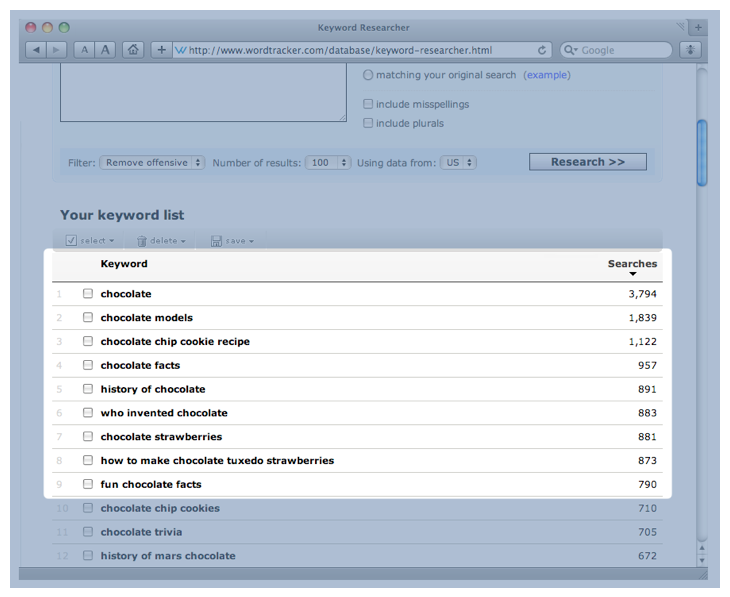 Keyword Researcher
A A http://www.wordtracker.com/database/keyword-researcher.html Google
matching your original search (example)
include misspellings
include plurals
Filter: Remove offensive Number of results: 100 Using data from: US Research >>
Your keyword list
select delete save
Keyword Searches
1 chocolate 3,794
2 chocolate models 1,839
3 chocolate chip cookie recipe 1,122
4 chocolate facts 957
5 history of chocolate 891
6 who invented chocolate 883
7 chocolate strawberries 881
8 how to make chocolate tuxedo strawberries 873
9 fun chocolate facts 790
10 chocolate chip cookies 710
11 chocolate trivia 705
12 history of mars chocolate 672